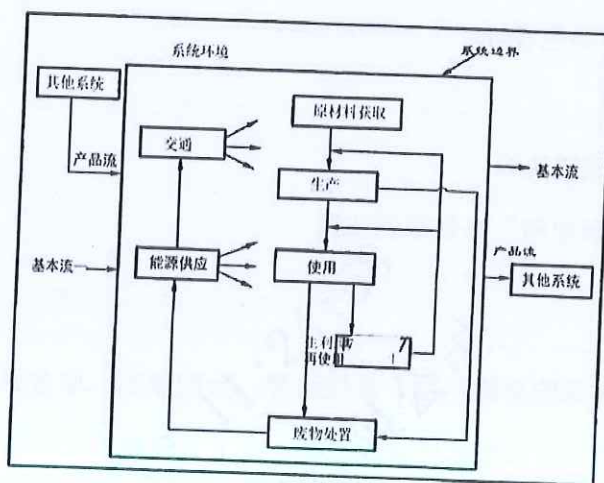 系统环境
系统边界
其他系统
原材料获取
交通
产品流
基本流
生产
产品流
基本流
能源供应
使用
其他系统
再使用
废物处置